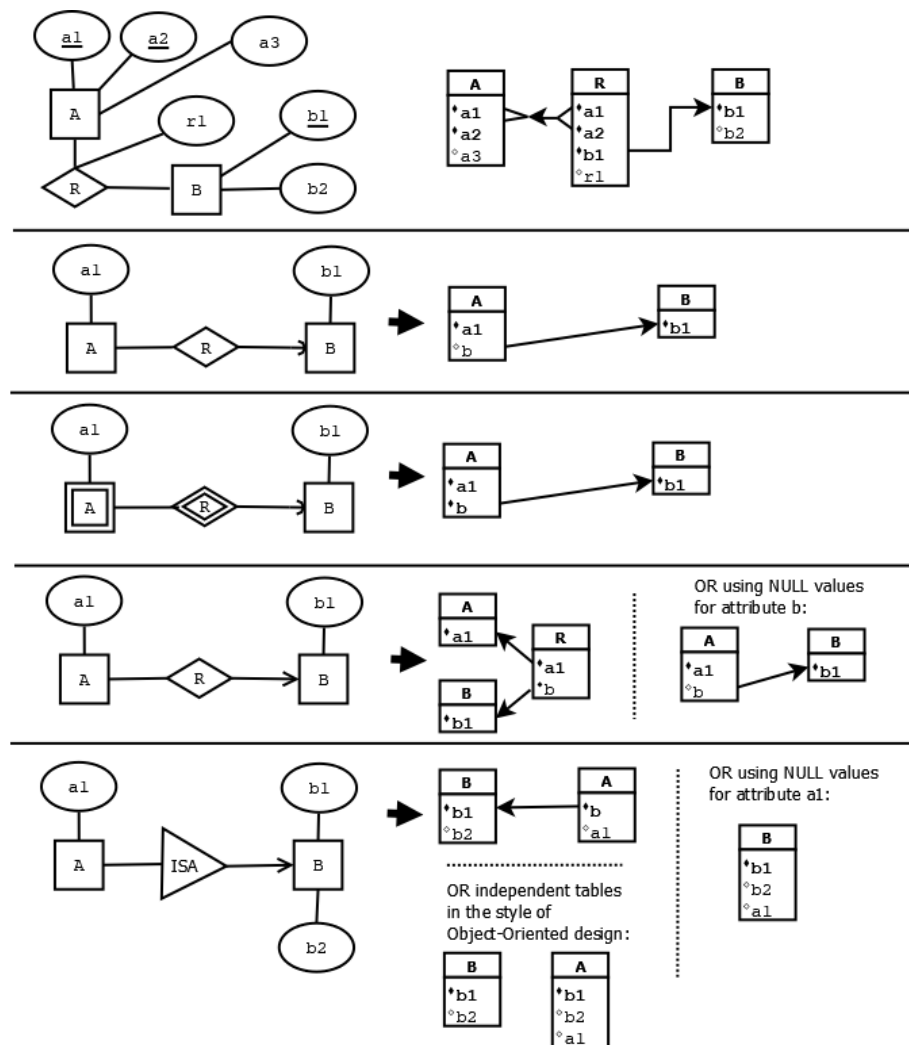 a1
a2
a3
A
r1
b1
R
B
b2
A
♦a1
♦a2
◇a3
R
♦a1
♦a2
♦b1
◇r1
B
♦b1
◇b2
a1
b1
A
R
B
A
♦a1
◇b
B
♦b1
a1
b1
A
R
B
A
♦a1
♦b
B
♦b1
a1
b1
A
R
B
A
♦a1
R
♦a1
♦b
B
♦b1
OR using NULL values
for attribute b:
A
♦a1
◇b
B
♦b1
a1
b1
A
ISA
B
b2
B
♦b1
◇b2
A
♦b
◇a1
OR independent tables
in the style of
Object-Oriented design:
B
♦b1
◇b2
A
♦b1
◇b2
◇a1
OR using NULL values
for attribute a1:
B
♦b1
◇b2
◇a1